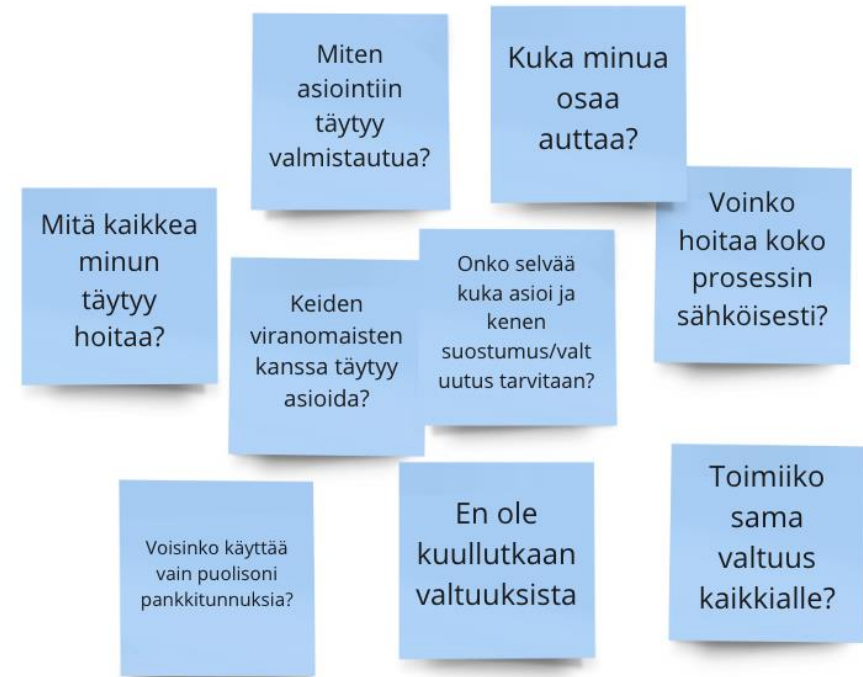 Miten
asiointiin
täytyy
valmistautua?
Kuka minua
osaa
auttaa?
Mitä kaikkea
minun
täytyy
hoitaa?
Keiden
viranomaisten
kanssa täytyy
asioida?
Onko selvää
kuka asioi ja
kenen
suostumus/valt
uutus tarvitaan?
Voinko
hoitaa koko
prosessin
sähköisesti?
Voisinko käyttää
vain puolisoni
pankkitunnuksia?
En ole
kuullutkaan
valtuuksista
Toimiiko
sama
valtuus
kaikkialle?